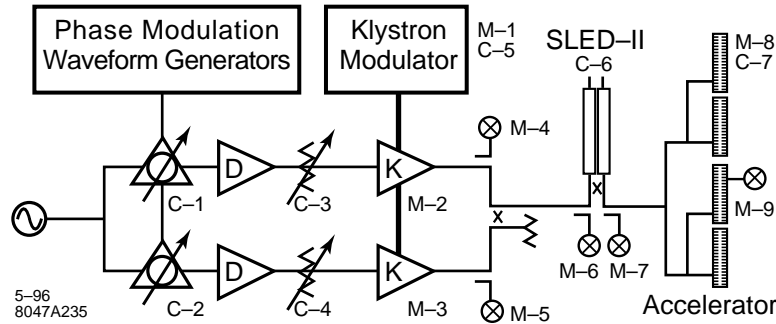 Phase Modulation
Waveform Generators
Klystron
Modulator
M–1
C–5
SLED–II
C–6
M–8
C–7
M–4
D
K
C–1
C–3
M–2
x
x
M–9
D
K
M–6
M–7
5–96
8047A235
C–2
C–4
M–3
M–5
Accelerator